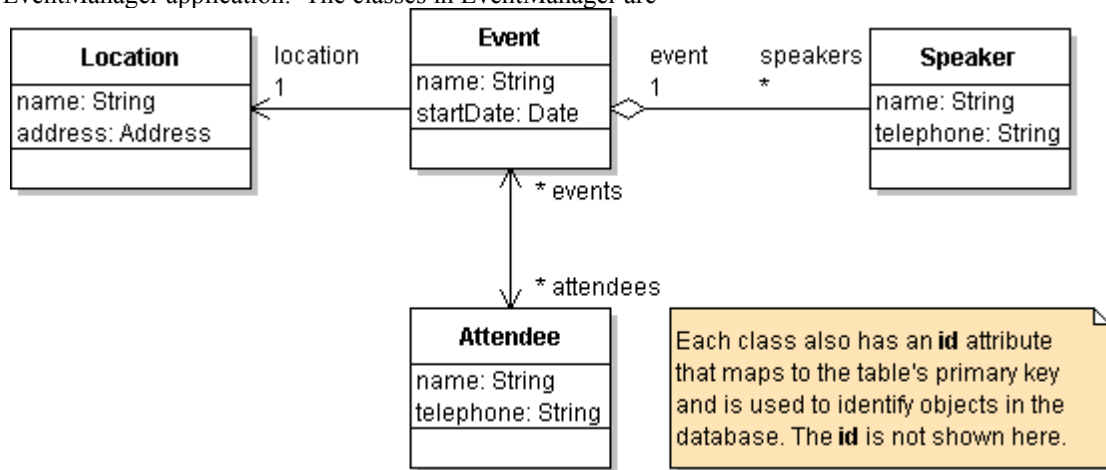 EventManager application. The classes in EventManager are
Location
name: String
address: Address
location
1
Event
name: String
startDate: Date
event
1
speakers
*
Speaker
name: String
telephone: String
* events
* attendees
Attendee
name: String
telephone: String
Each class also has an id attribute
that maps to the table's primary key
and is used to identify objects in the
database. The id is not shown here.